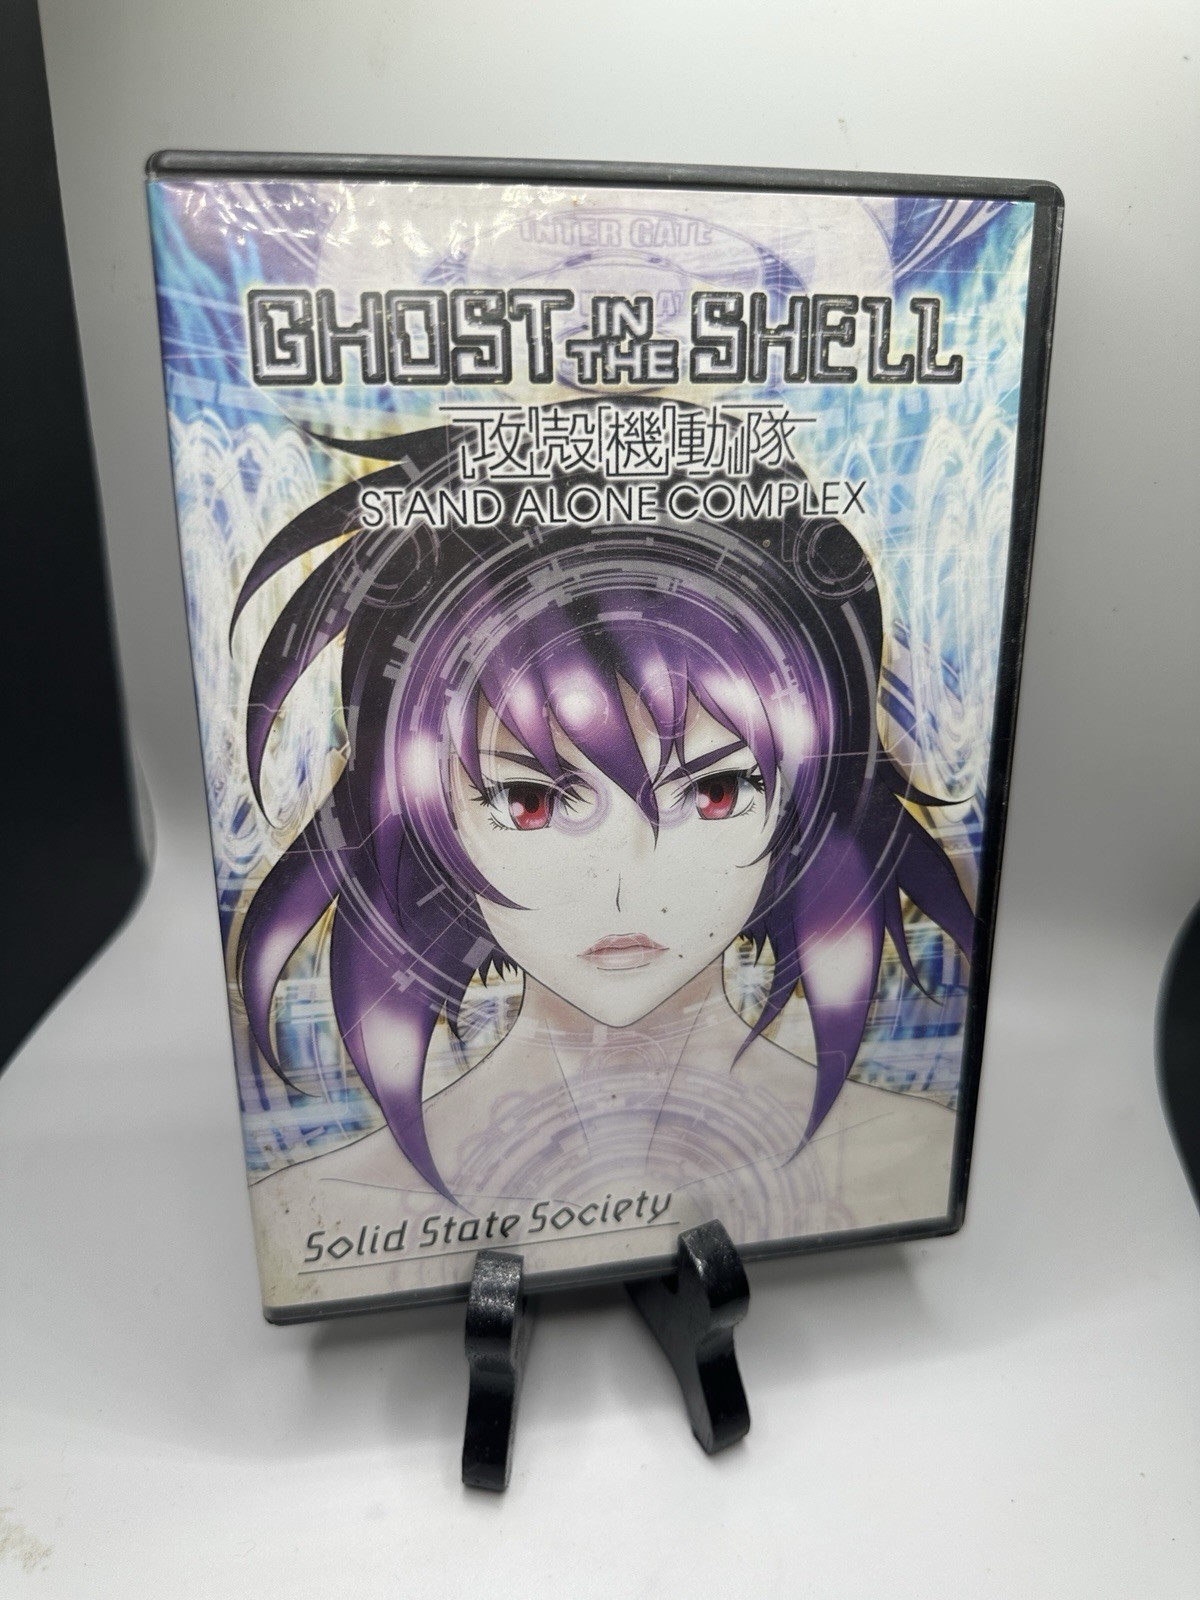 INTER GATE
GHOST IN THE SHELL
攻殻機動隊
STAND ALONE COMPLEX
Solid State Society